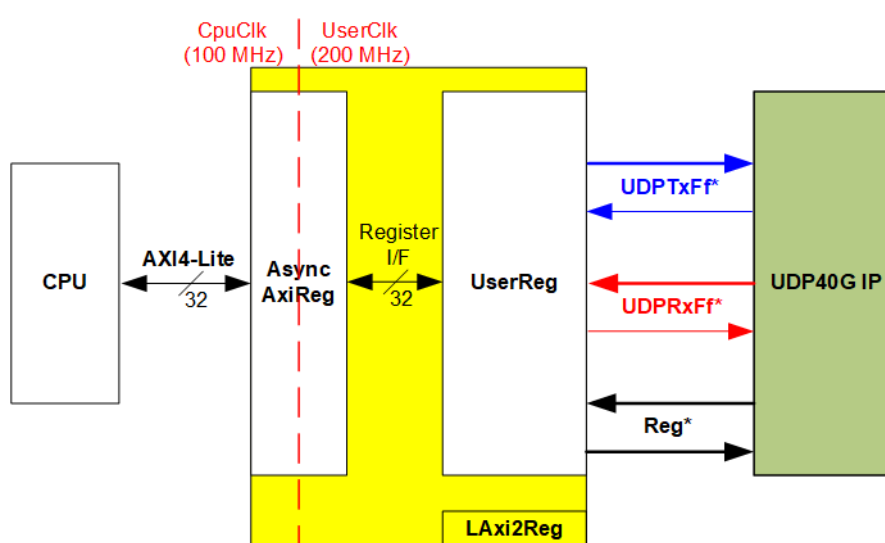 CpuClk
(100 MHz)
UserClk
(200 MHz)
CPU
AXI4-Lite
32
Async
AxiReg
Register
I/F
32
UserReg
UDPTxFf*
UDPRxFf*
Reg*
UDP40G IP
LAxi2Reg